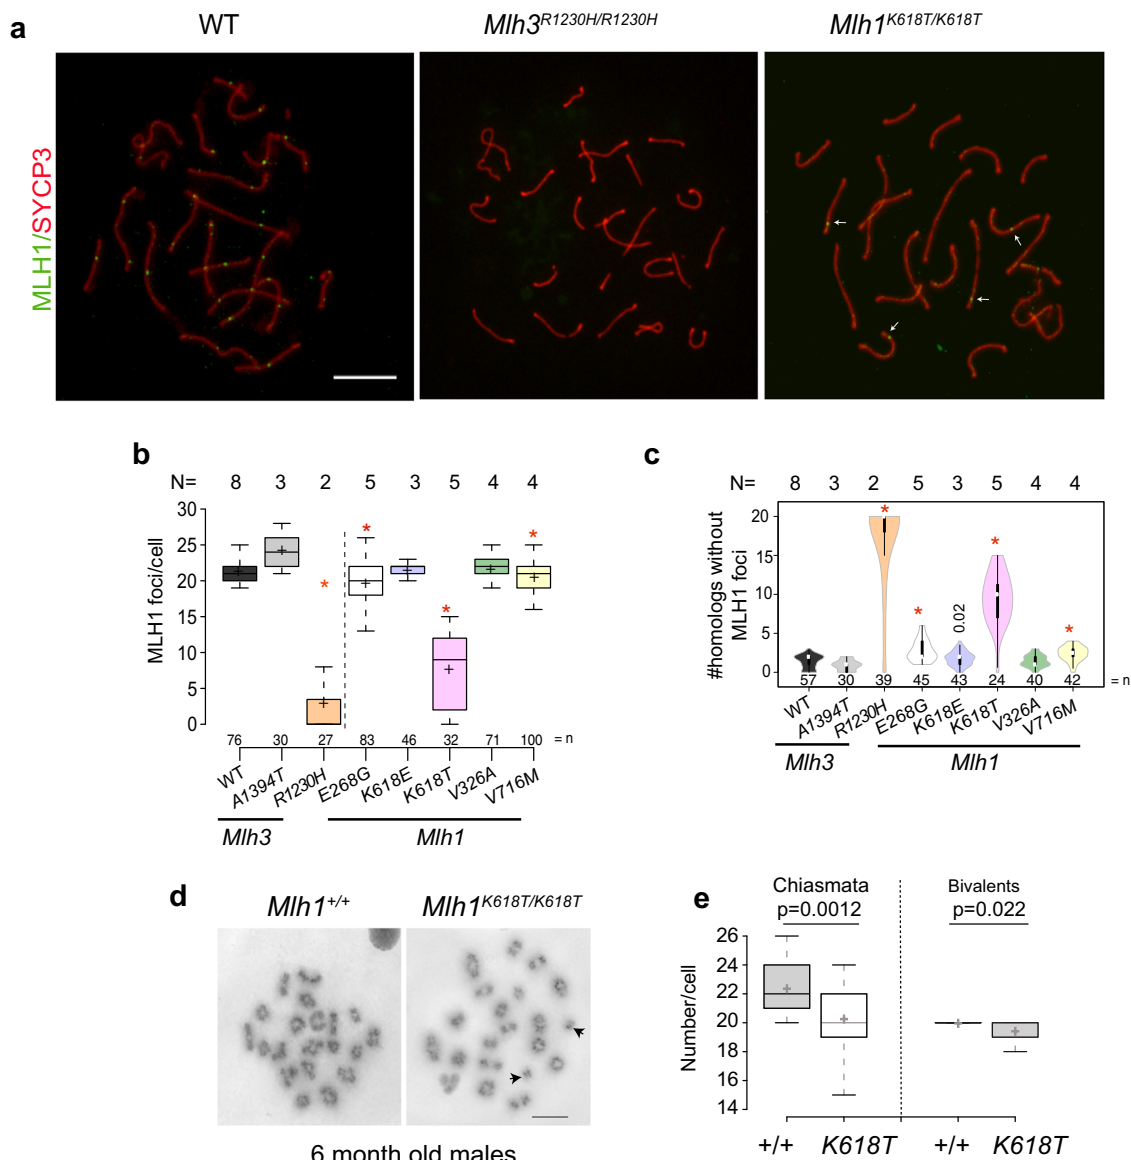 a
WT
Mlh3R1230H/R1230H
Mlh1K618T/K618T
MLH1/SYCP3
b
N= 8 3 2 5 3 5 4 4
MLH1 foci/cell
30
25
20
15
10
5
0
* * * *
76 30 27 83 46 32 71 100 = n
WT A1394T R1230H E268G K618E K618T V326A V716M
Mlh3 Mlh1
c
N= 8 3 2 5 3 5 4 4
#homologs without
MLH1 foci
20
15
10
5
0
* * 0.02 * *
57 30 39 45 43 24 40 42 = n
WT A1394T R1230H E268G K618E K618T V326A V716M
Mlh3 Mlh1
d
Mlh1+/+
Mlh1K618T/K618T
6 month old males
e
Chiasmata Bivalents
p=0.0012 p=0.022
Number/cell
26
24
22
20
18
16
14
+/+ K618T +/+ K618T